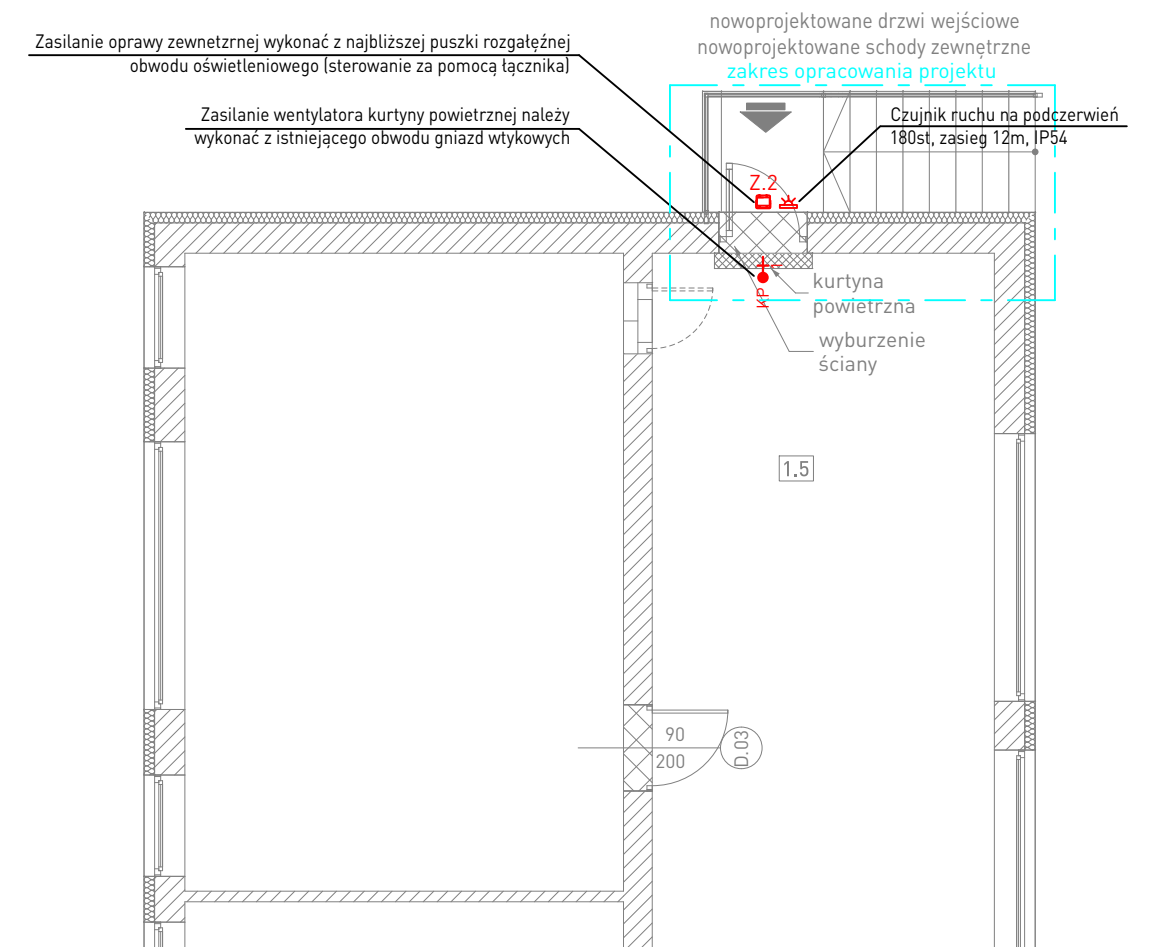 nowoprojektowane drzwi wejściowe
nowoprojektowane schody zewnętrzne
zakres opracowania projektu
Zasilanie oprawy zewnetzrnej wykonać z najbliższej puszki rozgałęźnej
obwodu oświetleniowego (sterowanie za pomocą łącznika)
Zasilanie wentylatora kurtyny powietrznej należy
wykonać z istniejącego obwodu gniazd wtykowych
Czujnik ruchu na podczerwień
180st, zasieg 12m, IP54
Z.2
KP
kurtyna
powietrzna
wyburzenie
ściany
1.5
90
200
D.03